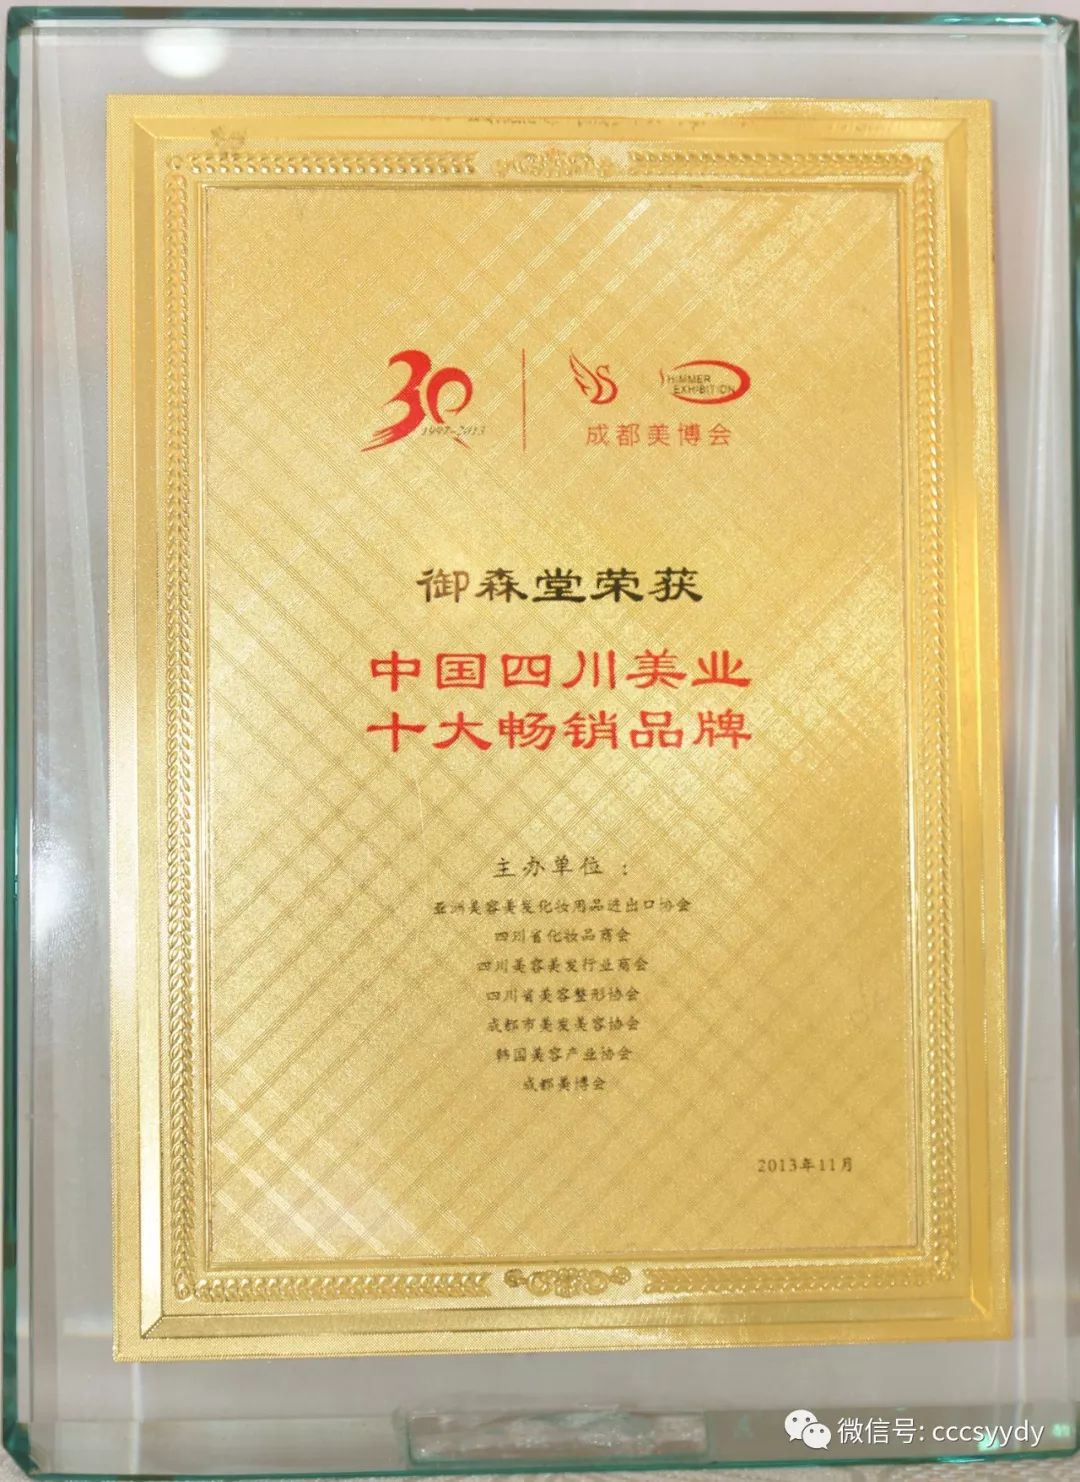 30
1997-2013
SHIMMER
EXHIBITION
成都美博会
御森堂荣获
中国四川美业
十大畅销品牌
主办单位：
亚洲美容美发化妆用品进出口协会
四川省化妆品商会
四川美容美发行业商会
四川省美容整形协会
成都市美发美容协会
韩国美容产业协会
成都美博会
2013年11月
微信号: cccsyydy